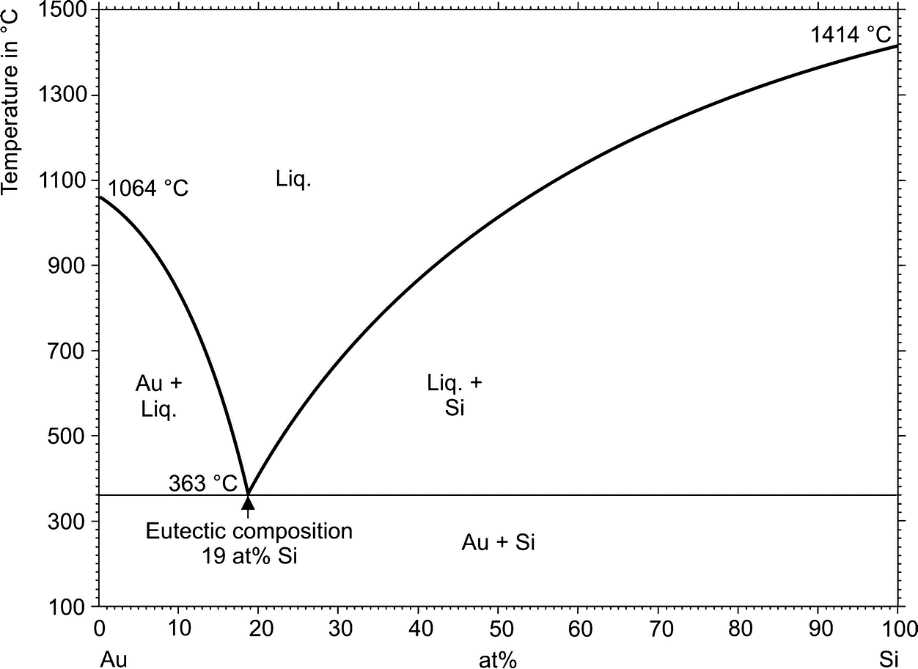 Temperature in °C
1500
1300
1100
900
700
500
300
100
1414 °C
1064 °C
Liq.
Au +
Liq.
Liq. +
Si
363 °C
Eutectic composition
19 at% Si
Au + Si
0 10 20 30 40 50 60 70 80 90 100
Au at% Si